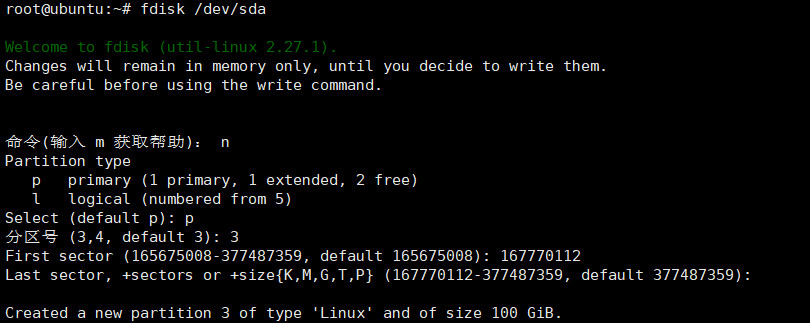 root@ubuntu:~# fdisk /dev/sda
Welcome to fdisk (util-linux 2.27.1).
Changes will remain in memory only, until you decide to write them.
Be careful before using the write command.
命令(输入 m 获取帮助)： n
Partition type
   p   primary (1 primary, 1 extended, 2 free)
   l   logical (numbered from 5)
Select (default p): p
分区号 (3,4, default 3): 3
First sector (165675008-377487359, default 165675008): 167770112
Last sector, +sectors or +size{K,M,G,T,P} (167770112-377487359, default 377487359):
Created a new partition 3 of type 'Linux' and of size 100 GiB.